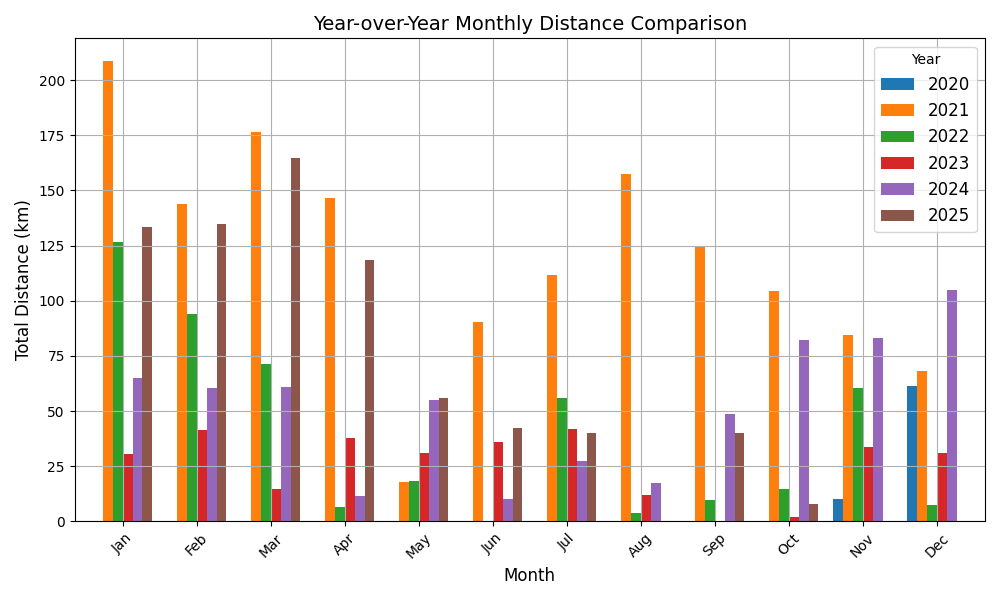 Year-over-Year Monthly Distance Comparison
Total Distance (km)
200
175
150
125
100
75
50
25
0
Year
2020
2021
2022
2023
2024
2025
Jan
Feb
Mar
Apr
May
Jun
Jul
Aug
Sep
Oct
Nov
Dec
Month